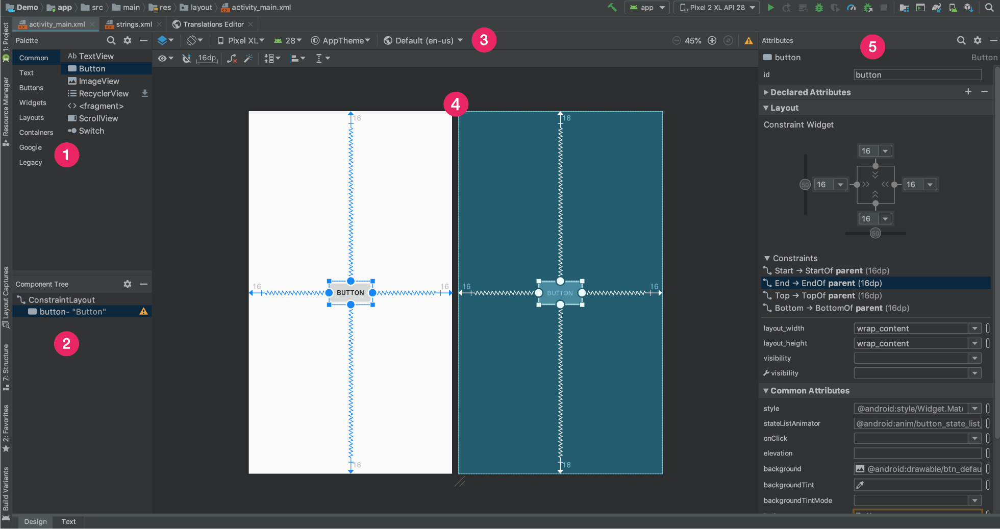 Demo app src main res layout activity_main.xml app Pixel 2 XL API 28
activity_main.xml strings.xml Translations Editor
1: Project
Resource Manager
Layout Captures
Z: Structure
2: Favorites
Build Variants
Palette
Common
Text
Buttons
Widgets
Layouts
Containers
Google
Legacy
Ab TextView
Button
ImageView
RecyclerView
<> <fragment>
ScrollView
Switch
1
Component Tree
ConstraintLayout
button- "Button"
2
Pixel XL 28 AppTheme Default (en-us) 3 45%
16dp
4
16
16 BUTTON 16
16
16
16 BUTTON 16
16
Attributes
5
button Button
id button
Declared Attributes
Layout
Constraint Widget
16
50 16 16
16
50
Constraints
Start → StartOf parent (16dp)
End → EndOf parent (16dp)
Top → TopOf parent (16dp)
Bottom → BottomOf parent (16dp)
layout_width wrap_content
layout_height wrap_content
visibility
visibility
Common Attributes
style @android:style/Widget.Mat
stateListAnimator @android:anim/button_state_list_
onClick
elevation
background @android:drawable/btn_defau
backgroundTint
backgroundTintMode
Design Text